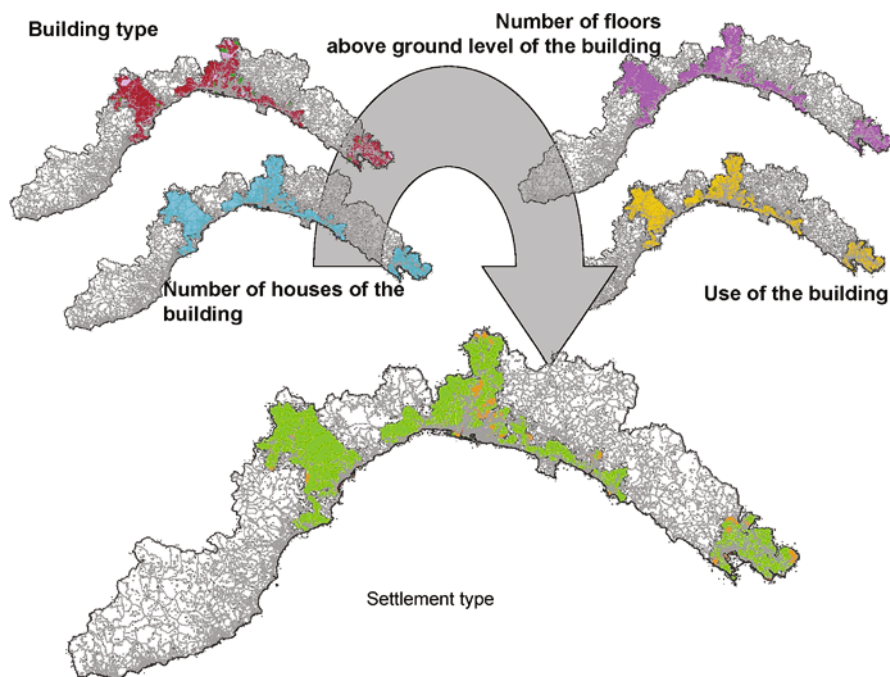 Building type
Number of floors
above ground level of the building
Number of houses of the
building
Use of the building
Settlement type